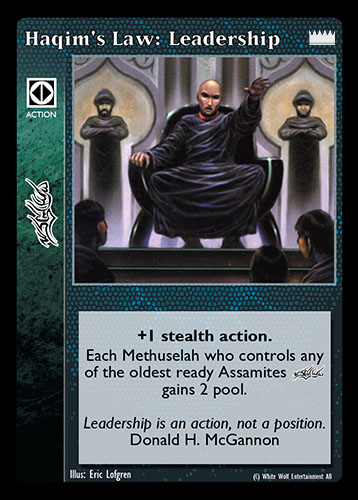 Haqim's Law: Leadership
ACTION
+1 stealth action.
Each Methuselah who controls any
of the oldest ready Assamites
gains 2 pool.
Leadership is an action, not a position.
Donald H. McGannon
Illus: Eric Lofgren
(C) White Wolf Entertainment AB